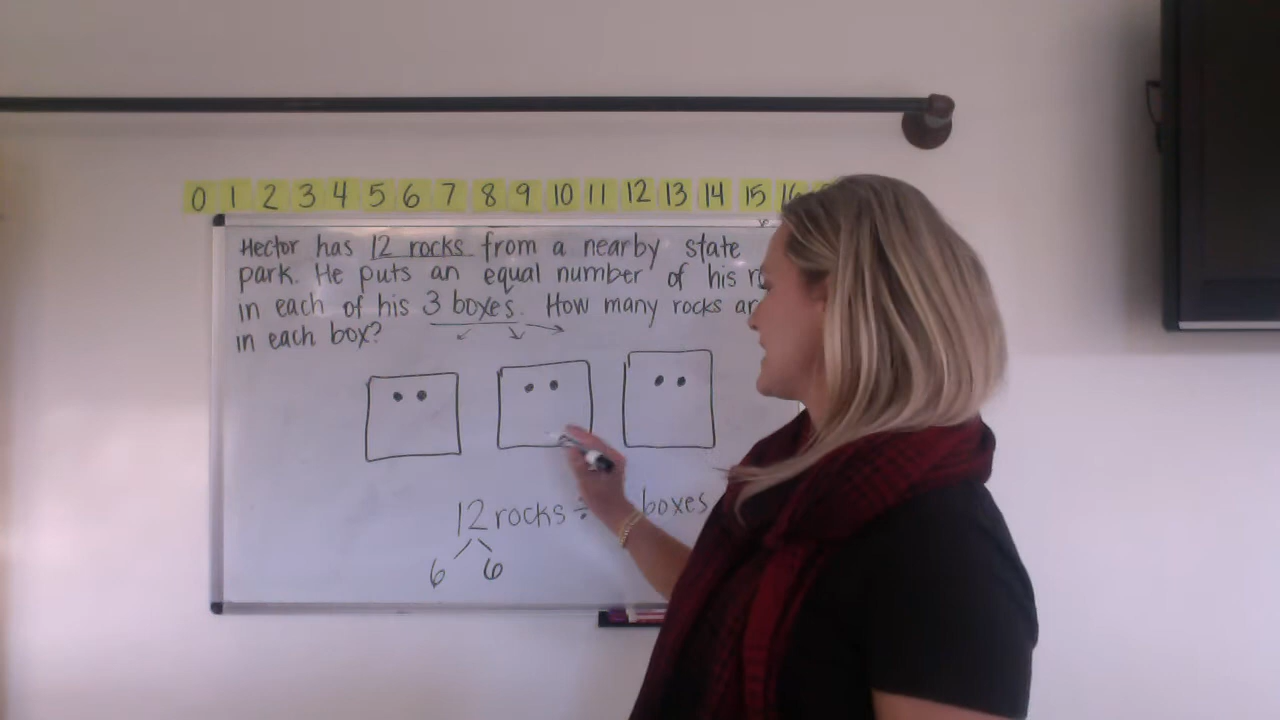 0 1 2 3 4 5 6 7 8 9 10 11 12 13 14 15 16
Hector has 12 rocks from a nearby state
park. He puts an equal number of his
in each of his 3 boxes. How many rocks
in each box?
12 rocks ÷ boxes
6 6